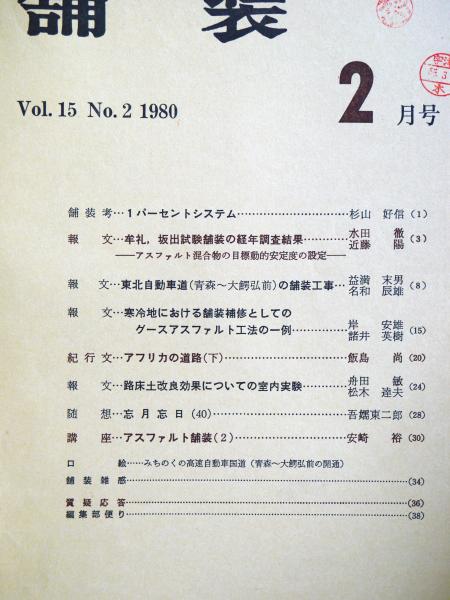 舗装
Vol. 15 No. 2 1980
2月号
舗装考…1パーセントシステム…………………………杉山 好信(1)
報文…牟礼,坂出試験舗装の経年調査結果…………水田 徹 近藤 陽(3)
——アスファルト混合物の目標動的安定度の設定——
報文…東北自動車道(青森~大鰐弘前)の舗装工事…益満 末男 名和 辰雄(8)
報文…寒冷地における舗装補修としての
グースアスファルト工法の一例……………岸 安雄 諸井 英樹(15)
紀行文…アフリカの道路(下)……………………………飯島 尚(20)
報文…路床土改良効果についての室内実験…………舟田 敏 松木 達夫(24)
随想…忘月忘日(40)……………………………………吾嬬東二郎(28)
講座…アスファルト舗装(2)…………………………安崎 裕(30)
口絵……みちのくの高速自動車国道(青森~大鰐弘前の開通)
舗装雑感……………………………………………………(34)
質疑応答……………………………………………………(36)
編集部便り…………………………………………………(38)